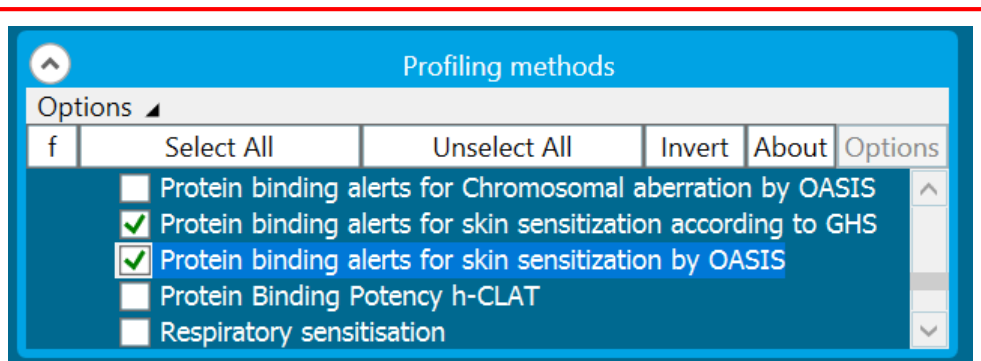 Profiling methods
Options
f Select All Unselect All Invert About Options
Protein binding alerts for Chromosomal aberration by OASIS
Protein binding alerts for skin sensitization according to GHS
Protein binding alerts for skin sensitization by OASIS
Protein Binding Potency h-CLAT
Respiratory sensitisation